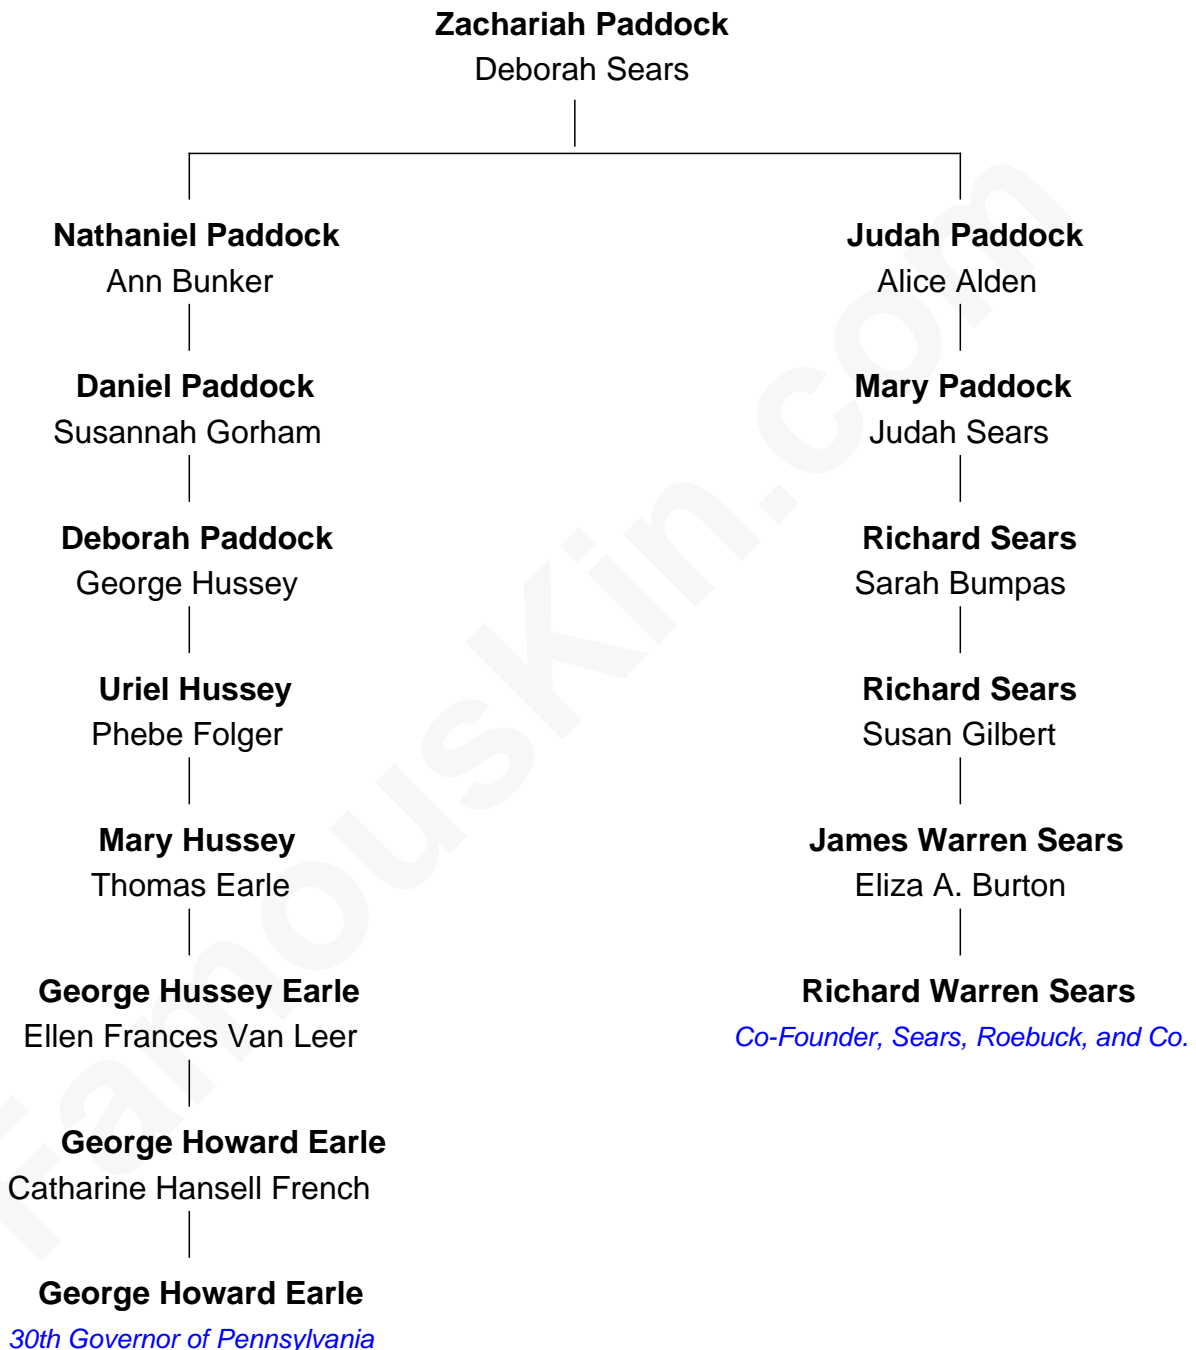 Zachariah Paddock
Deborah Sears
Nathaniel Paddock
Ann Bunker
Daniel Paddock
Susannah Gorham
Deborah Paddock
George Hussey
Uriel Hussey
Phebe Folger
Mary Hussey
Thomas Earle
George Hussey Earle
Ellen Frances Van Leer
George Howard Earle
Catharine Hansell French
George Howard Earle
30th Governor of Pennsylvania
Judah Paddock
Alice Alden
Mary Paddock
Judah Sears
Richard Sears
Sarah Bumpas
Richard Sears
Susan Gilbert
James Warren Sears
Eliza A. Burton
Richard Warren Sears
Co-Founder, Sears, Roebuck, and Co.
FamousKin.com